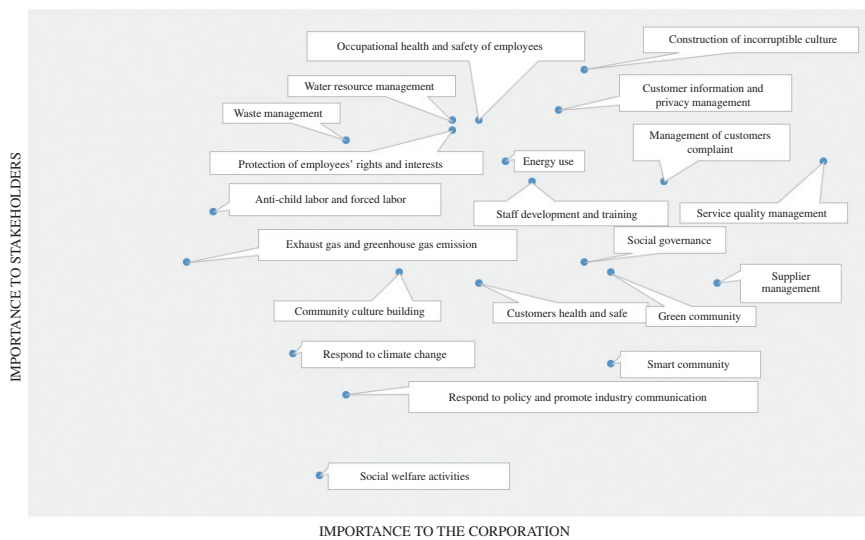 Construction of incorruptible culture
Occupational health and safety of employees
Water resource management
Customer information and
privacy management
Waste management
Management of customers
complaint
Protection of employees' rights and interests
Energy use
Anti-child labor and forced labor
Staff development and training
Service quality management
Exhaust gas and greenhouse gas emission
Social governance
Supplier
management
Community culture building
Customers health and safe
Green community
Respond to climate change
Smart community
Respond to policy and promote industry communication
Social welfare activities
IMPORTANCE TO STAKEHOLDERS
IMPORTANCE TO THE CORPORATION